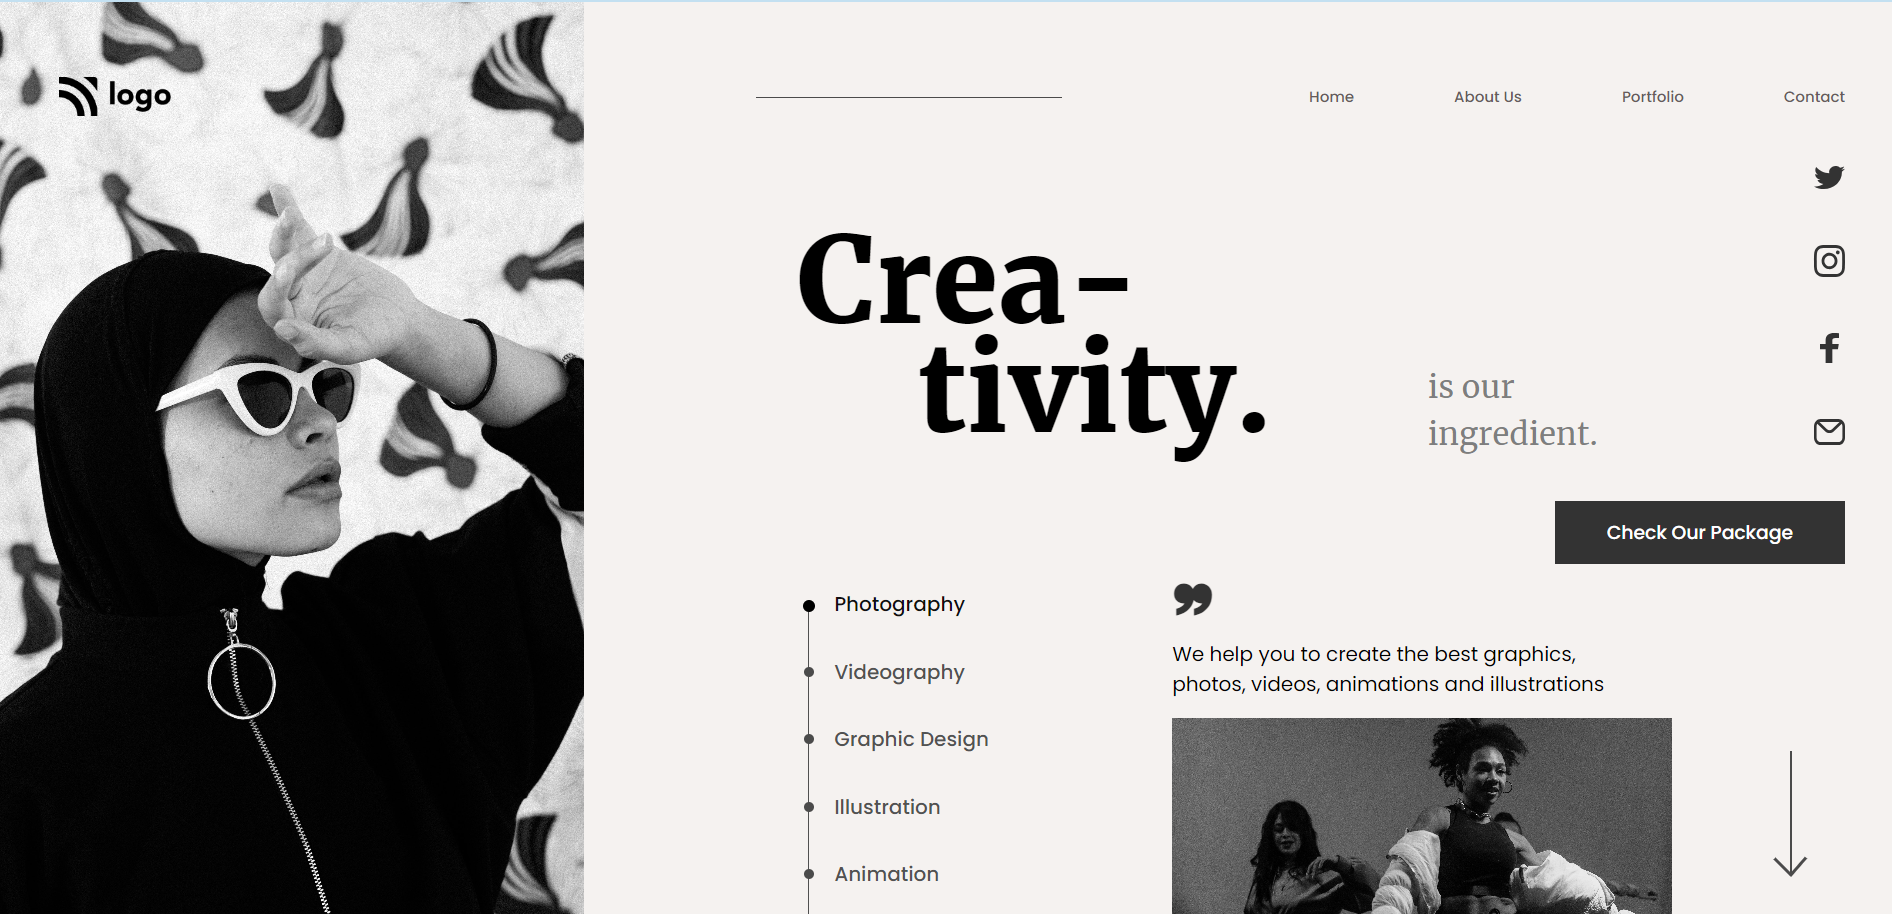 logo
Home
About Us
Portfolio
Contact
Crea-
tivity.
is our
ingredient.
Check Our Package
Photography
Videography
Graphic Design
Illustration
Animation
❞
We help you to create the best graphics,
photos, videos, animations and illustrations